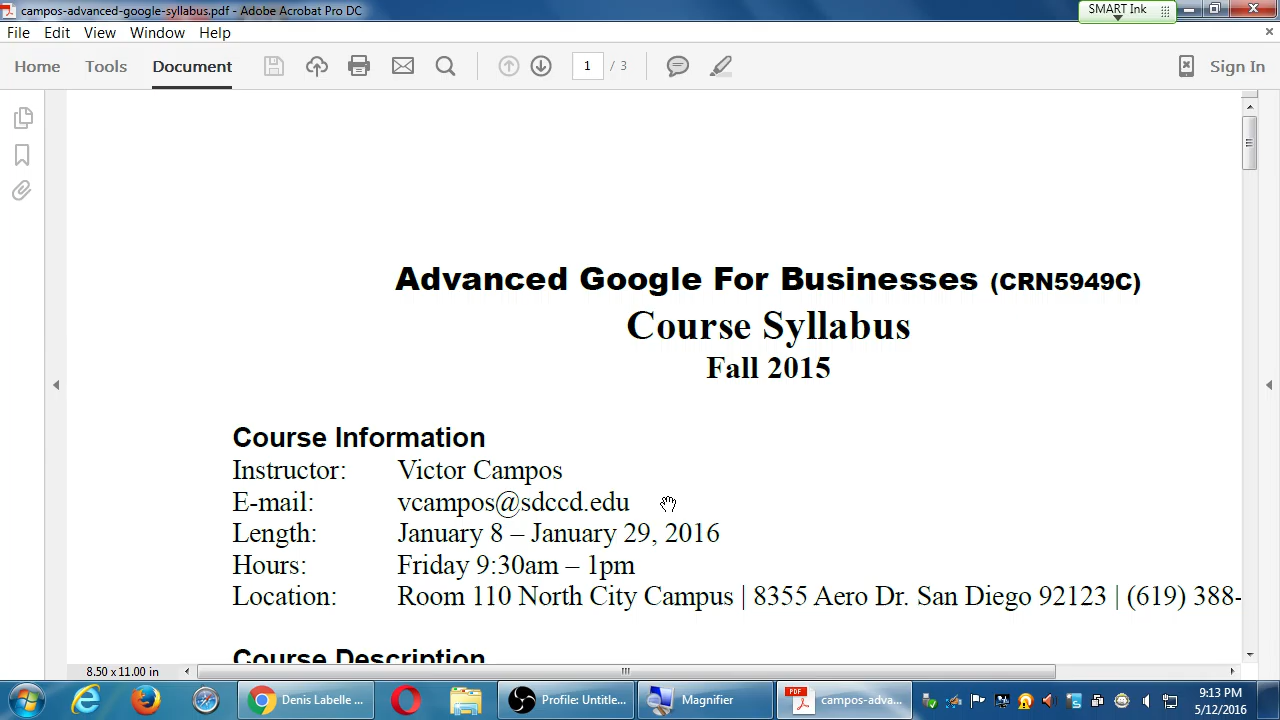 campos-advanced-google-syllabus.pdf - Adobe Acrobat Pro DC
SMART Ink
File Edit View Window Help
Home Tools Document 1 / 3 Sign In
Advanced Google For Businesses (CRN5949C)
Course Syllabus
Fall 2015
Course Information
Instructor: Victor Campos
E-mail: vcampos@sdccd.edu
Length: January 8 – January 29, 2016
Hours: Friday 9:30am – 1pm
Location: Room 110 North City Campus | 8355 Aero Dr. San Diego 92123 | (619) 388-
Course Description
8.50 x 11.00 in
Denis Labelle ... Profile: Untitle... Magnifier PDF campos-adva... 9:13 PM
5/12/2016